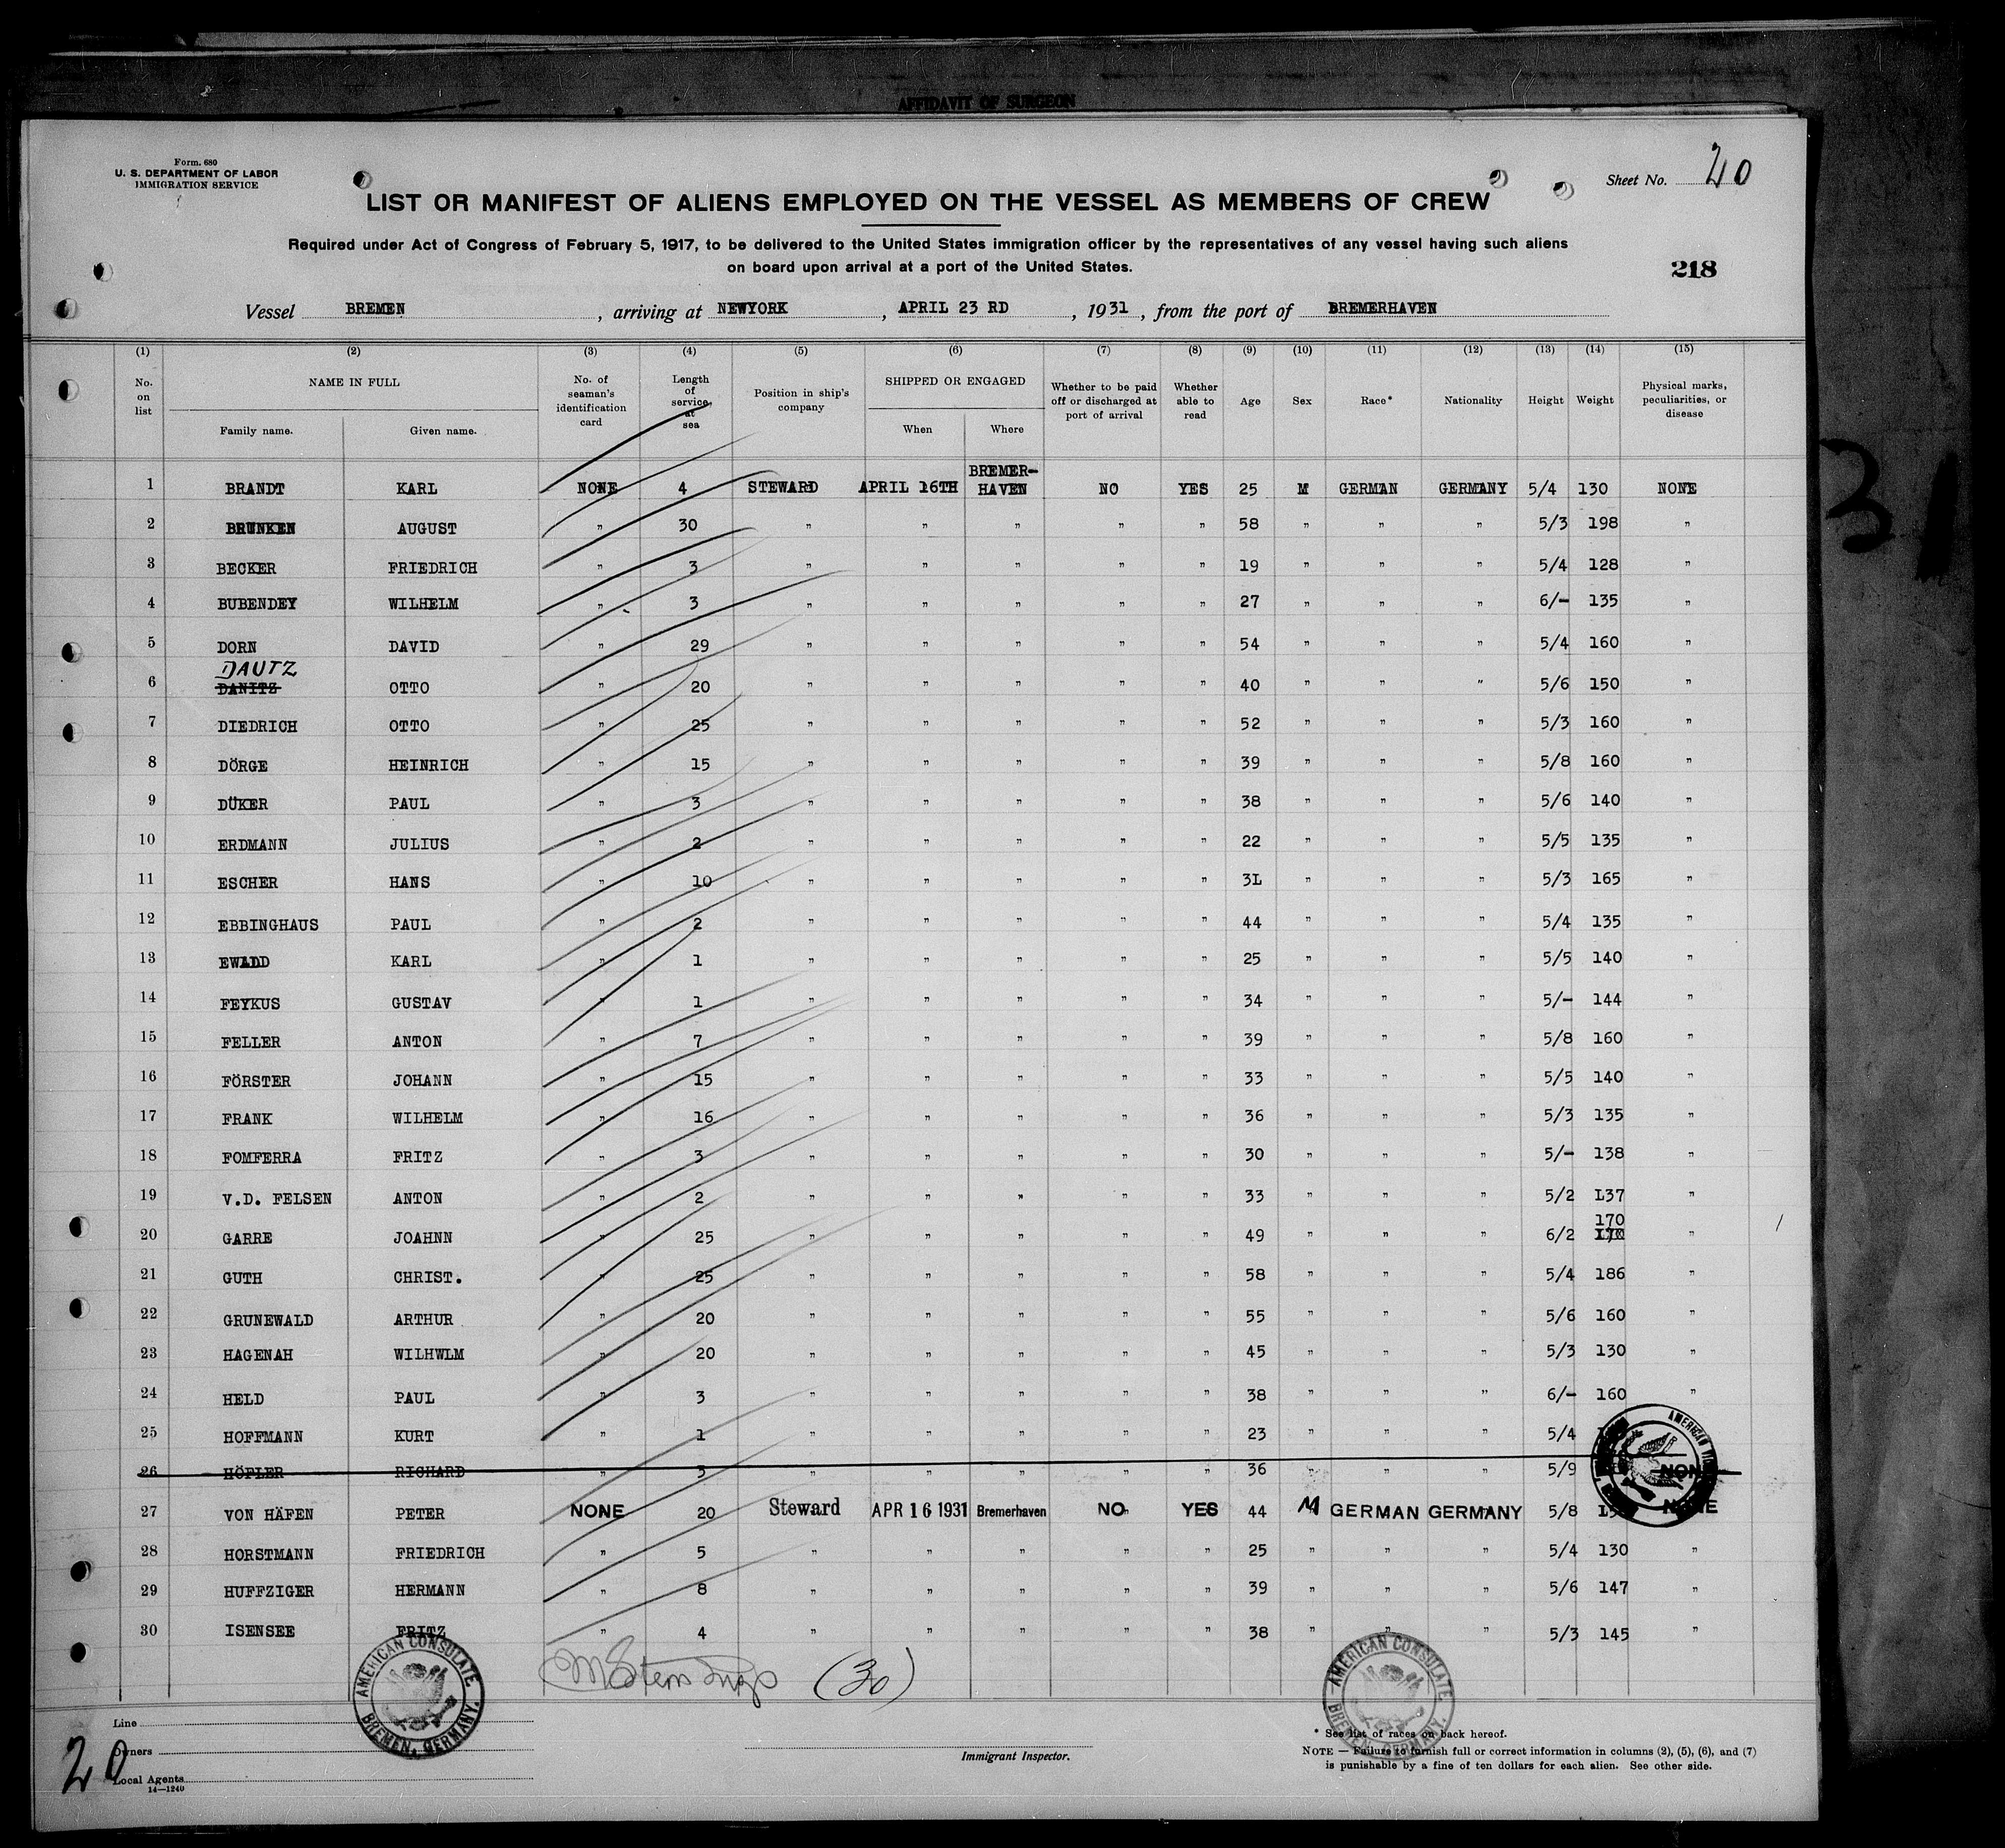 AFFIDAVIT OF SURGEON
Form. 680
U. S. DEPARTMENT OF LABOR
IMMIGRATION SERVICE
Sheet No. 20
LIST OR MANIFEST OF ALIENS EMPLOYED ON THE VESSEL AS MEMBERS OF CREW
Required under Act of Congress of February 5, 1917, to be delivered to the United States immigration officer by the representatives of any vessel having such aliens
on board upon arrival at a port of the United States.
218
Vessel BREMEN , arriving at NEWYORK , APRIL 23 RD , 1931 , from the port of BREMERHAVEN
(1) (2) (3) (4) (5) (6) (7) (8) (9) (10) (11) (12) (13) (14) (15)
No. on list NAME IN FULL Family name. Given name. No. of seaman's identification card Length of service at sea Position in ship's company SHIPPED OR ENGAGED When Where Whether to be paid off or discharged at port of arrival Whether able to read Age Sex Race* Nationality Height Weight Physical marks, peculiarities, or disease
1 BRANDT KARL NONE 4 STEWARD APRIL 16TH BREMER-HAVEN NO YES 25 M GERMAN GERMANY 5/4 130 NONE
2 BRUNKEN AUGUST " 30 " " " " " 58 " " " 5/3 198 "
3 BECKER FRIEDRICH " 3 " " " " " 19 " " " 5/4 128 "
4 BUBENDEY WILHELM " 3 " " " " " 27 " " " 6/- 135 "
5 DORN DAVID " 29 " " " " " 54 " " " 5/4 160 "
DAUTZ
6 DANITZ OTTO " 20 " " " " " 40 " " " 5/6 150 "
7 DIEDRICH OTTO " 25 " " " " " 52 " " " 5/3 160 "
8 DÖRGE HEINRICH " 15 " " " " " 39 " " " 5/8 160 "
9 DÜKER PAUL " 3 " " " " " 38 " " " 5/6 140 "
10 ERDMANN JULIUS " 2 " " " " " 22 " " " 5/5 135 "
11 ESCHER HANS " 10 " " " " " 3L " " " 5/3 165 "
12 EBBINGHAUS PAUL " 2 " " " " " 44 " " " 5/4 135 "
13 EWALD KARL " 1 " " " " " 25 " " " 5/5 140 "
14 FEYKUS GUSTAV " 1 " " " " " 34 " " " 5/- 144 "
15 FELLER ANTON " 7 " " " " " 39 " " " 5/8 160 "
16 FÖRSTER JOHANN " 15 " " " " " 33 " " " 5/5 140 "
17 FRANK WILHELM " 16 " " " " " 36 " " " 5/3 135 "
18 FOMFERRA FRITZ " 3 " " " " " 30 " " " 5/- 138 "
19 V.D. FELSEN ANTON " 2 " " " " " 33 " " " 5/2 L37 "
170
20 GARRE JOAHNN " 25 " " " " " 49 " " " 6/2 "
21 GUTH CHRIST. " 25 " " " " " 58 " " " 5/4 186 "
22 GRUNEWALD ARTHUR " 20 " " " " " 55 " " " 5/6 160 "
23 HAGENAH WILHWLM " 20 " " " " " 45 " " " 5/3 130 "
24 HELD PAUL " 3 " " " " " 38 " " " 6/- 160 "
25 HOFFMANN KURT " 1 " " " " " 23 " " " 5/4
26 HÖFLER RICHARD " 3 " " " " " 36 " " " 5/9 NONE
27 VON HÄFEN PETER NONE 20 Steward APR 16 1931 Bremerhaven NO YES 44 M GERMAN GERMANY 5/8 NONE
28 HORSTMANN FRIEDRICH " 5 " " " " " 25 " " " 5/4 130 "
29 HUFFZIGER HERMANN " 8 " " " " " 39 " " " 5/6 147 "
30 ISENSEE FRITZ " 4 " " " " " 38 " " " 5/3 145 "
(30)
AMERICAN CONSULATE BREMEN, GERMANY.
AMERICAN CONSULATE BREMEN, GERMANY.
Line
Owners
Local Agents
14—1240
20
Immigrant Inspector.
* See list of races on back hereof.
NOTE — Failure to furnish full or correct information in columns (2), (5), (6), and (7)
is punishable by a fine of ten dollars for each alien. See other side.
31